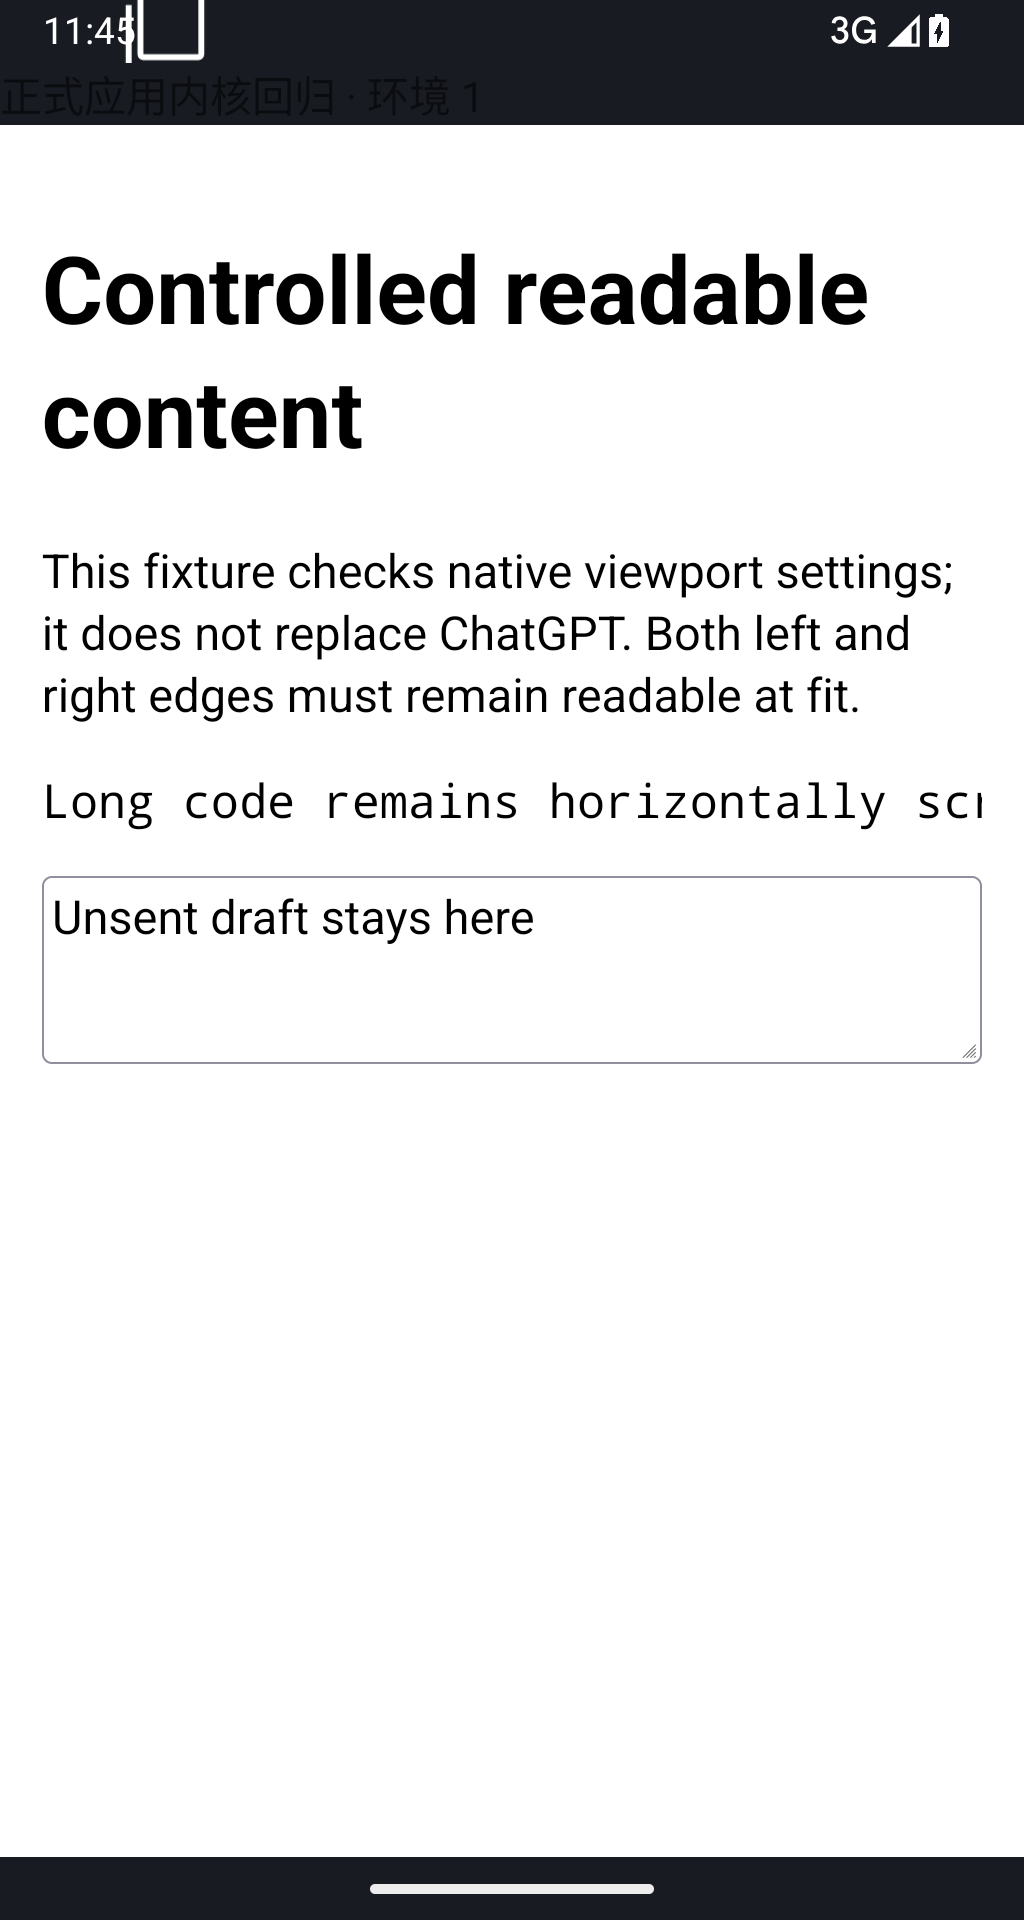 11:45
3G
正式应用内核回归 · 环境 1
Controlled readable
content
This fixture checks native viewport settings;
it does not replace ChatGPT. Both left and
right edges must remain readable at fit.
Long code remains horizontally scr
Unsent draft stays here